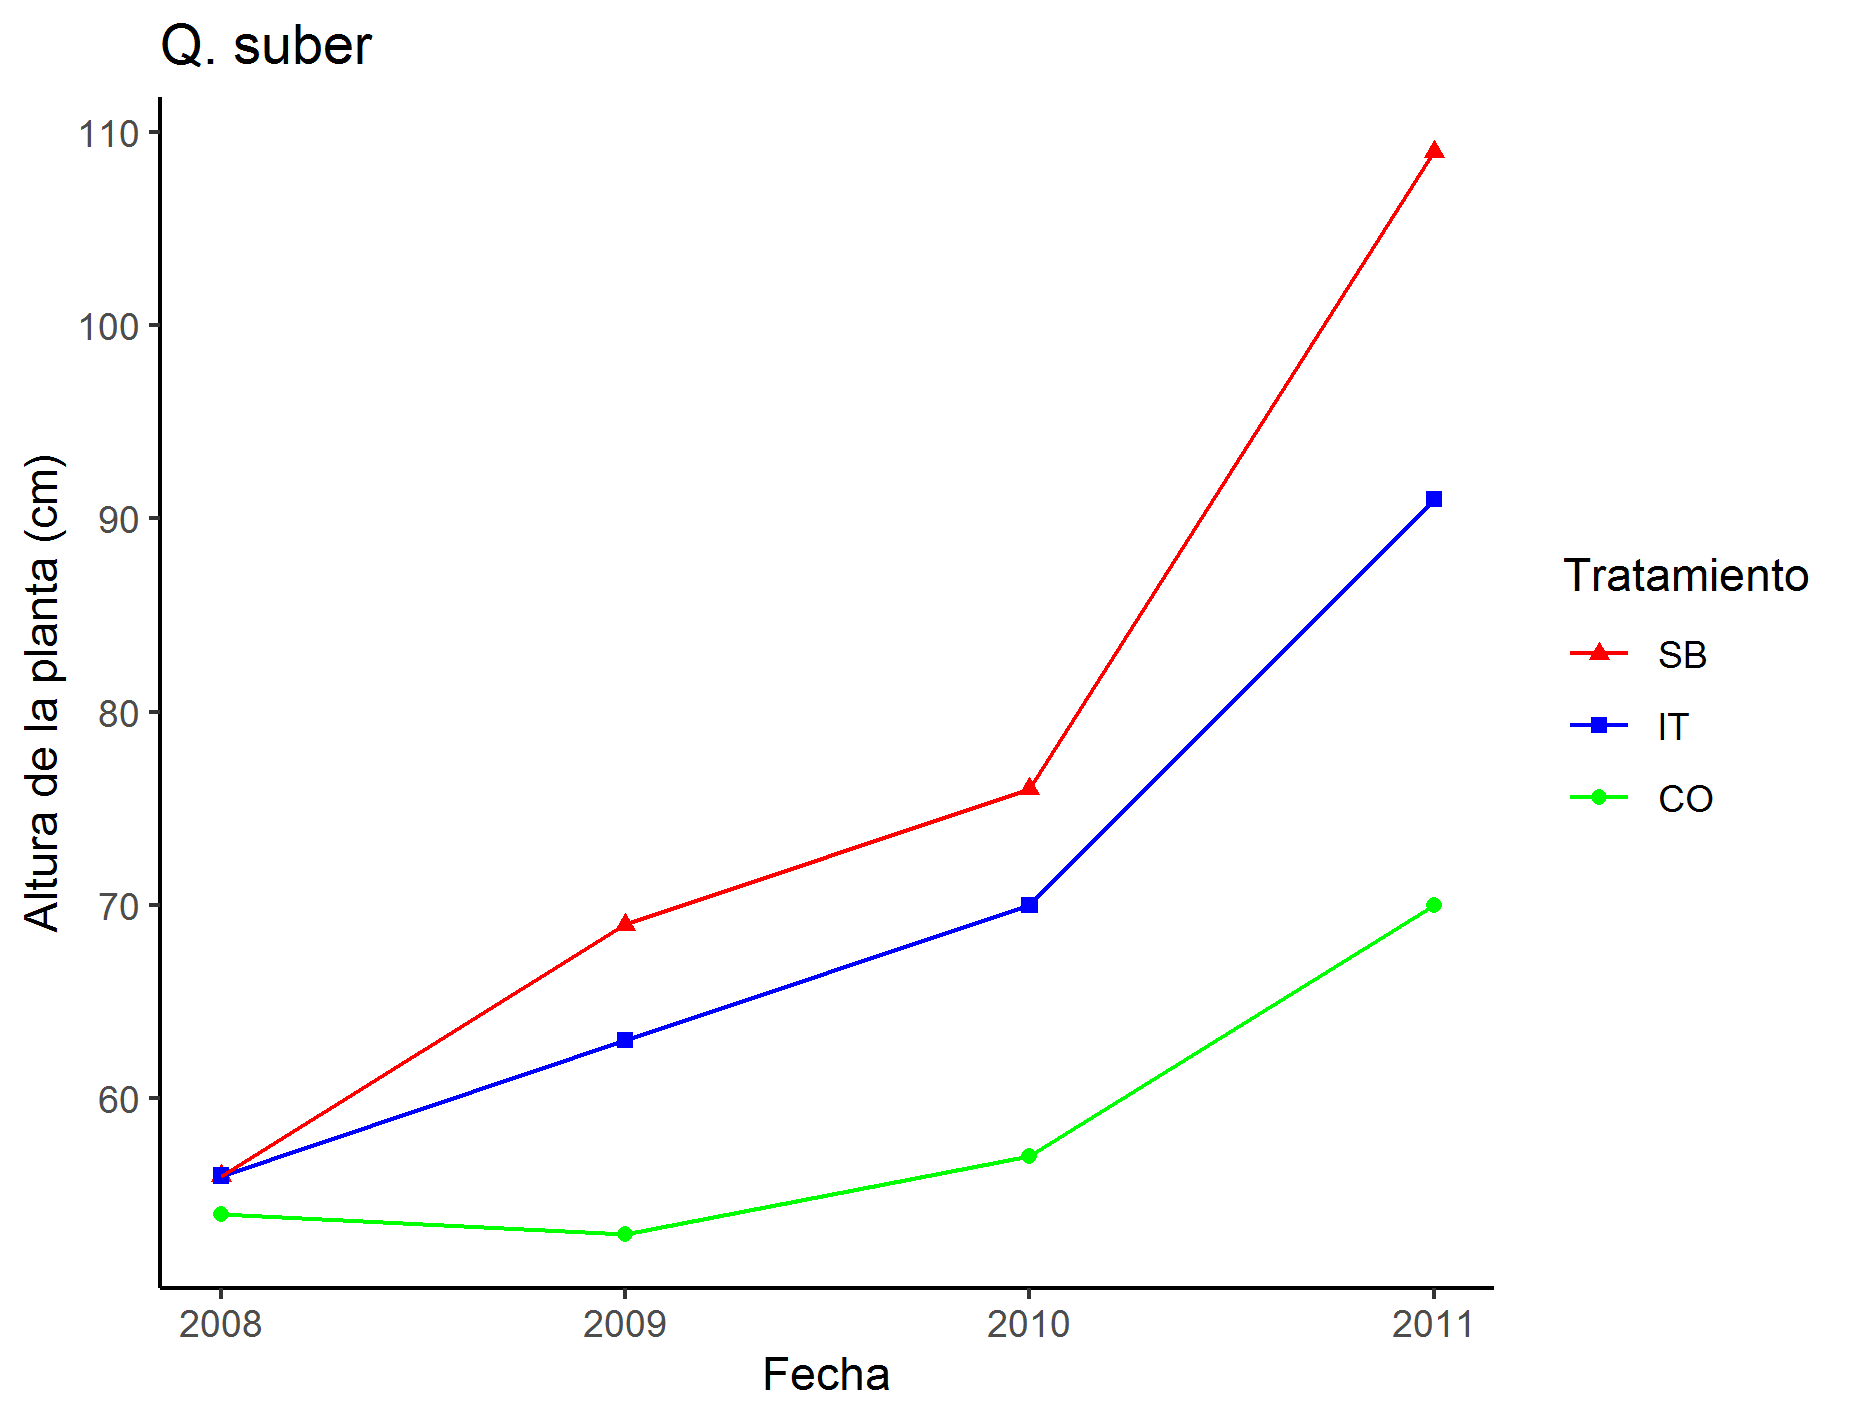 Q. suber
110
100
90
80
70
60
Altura de la planta (cm)
2008 2009 2010 2011
Fecha
Tratamiento
SB
IT
CO